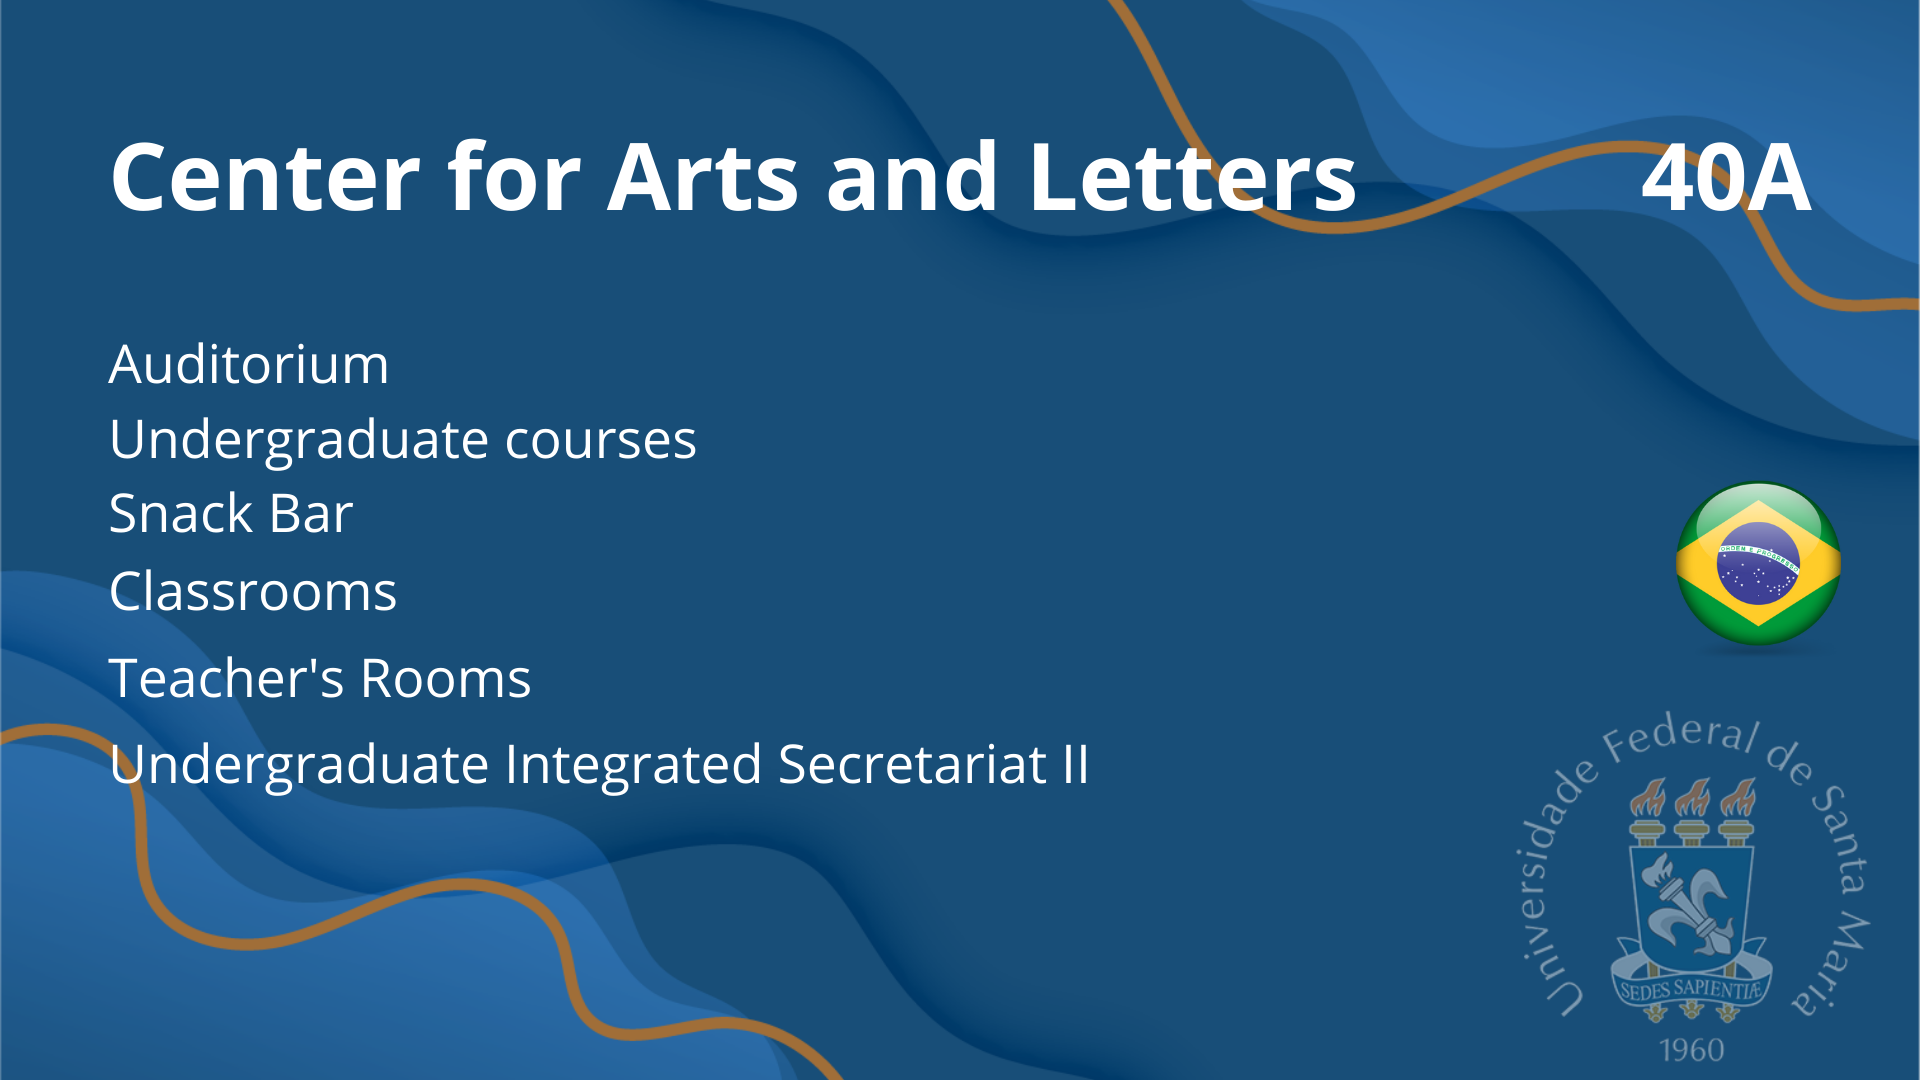 Center for Arts and Letters 40A
Auditorium
Undergraduate courses
Snack Bar
Classrooms
Teacher's Rooms
Undergraduate Integrated Secretariat II
ORDEM E PROGRESSO
Universidade Federal de Santa Maria
SEDES SAPIENTIÆ
1960